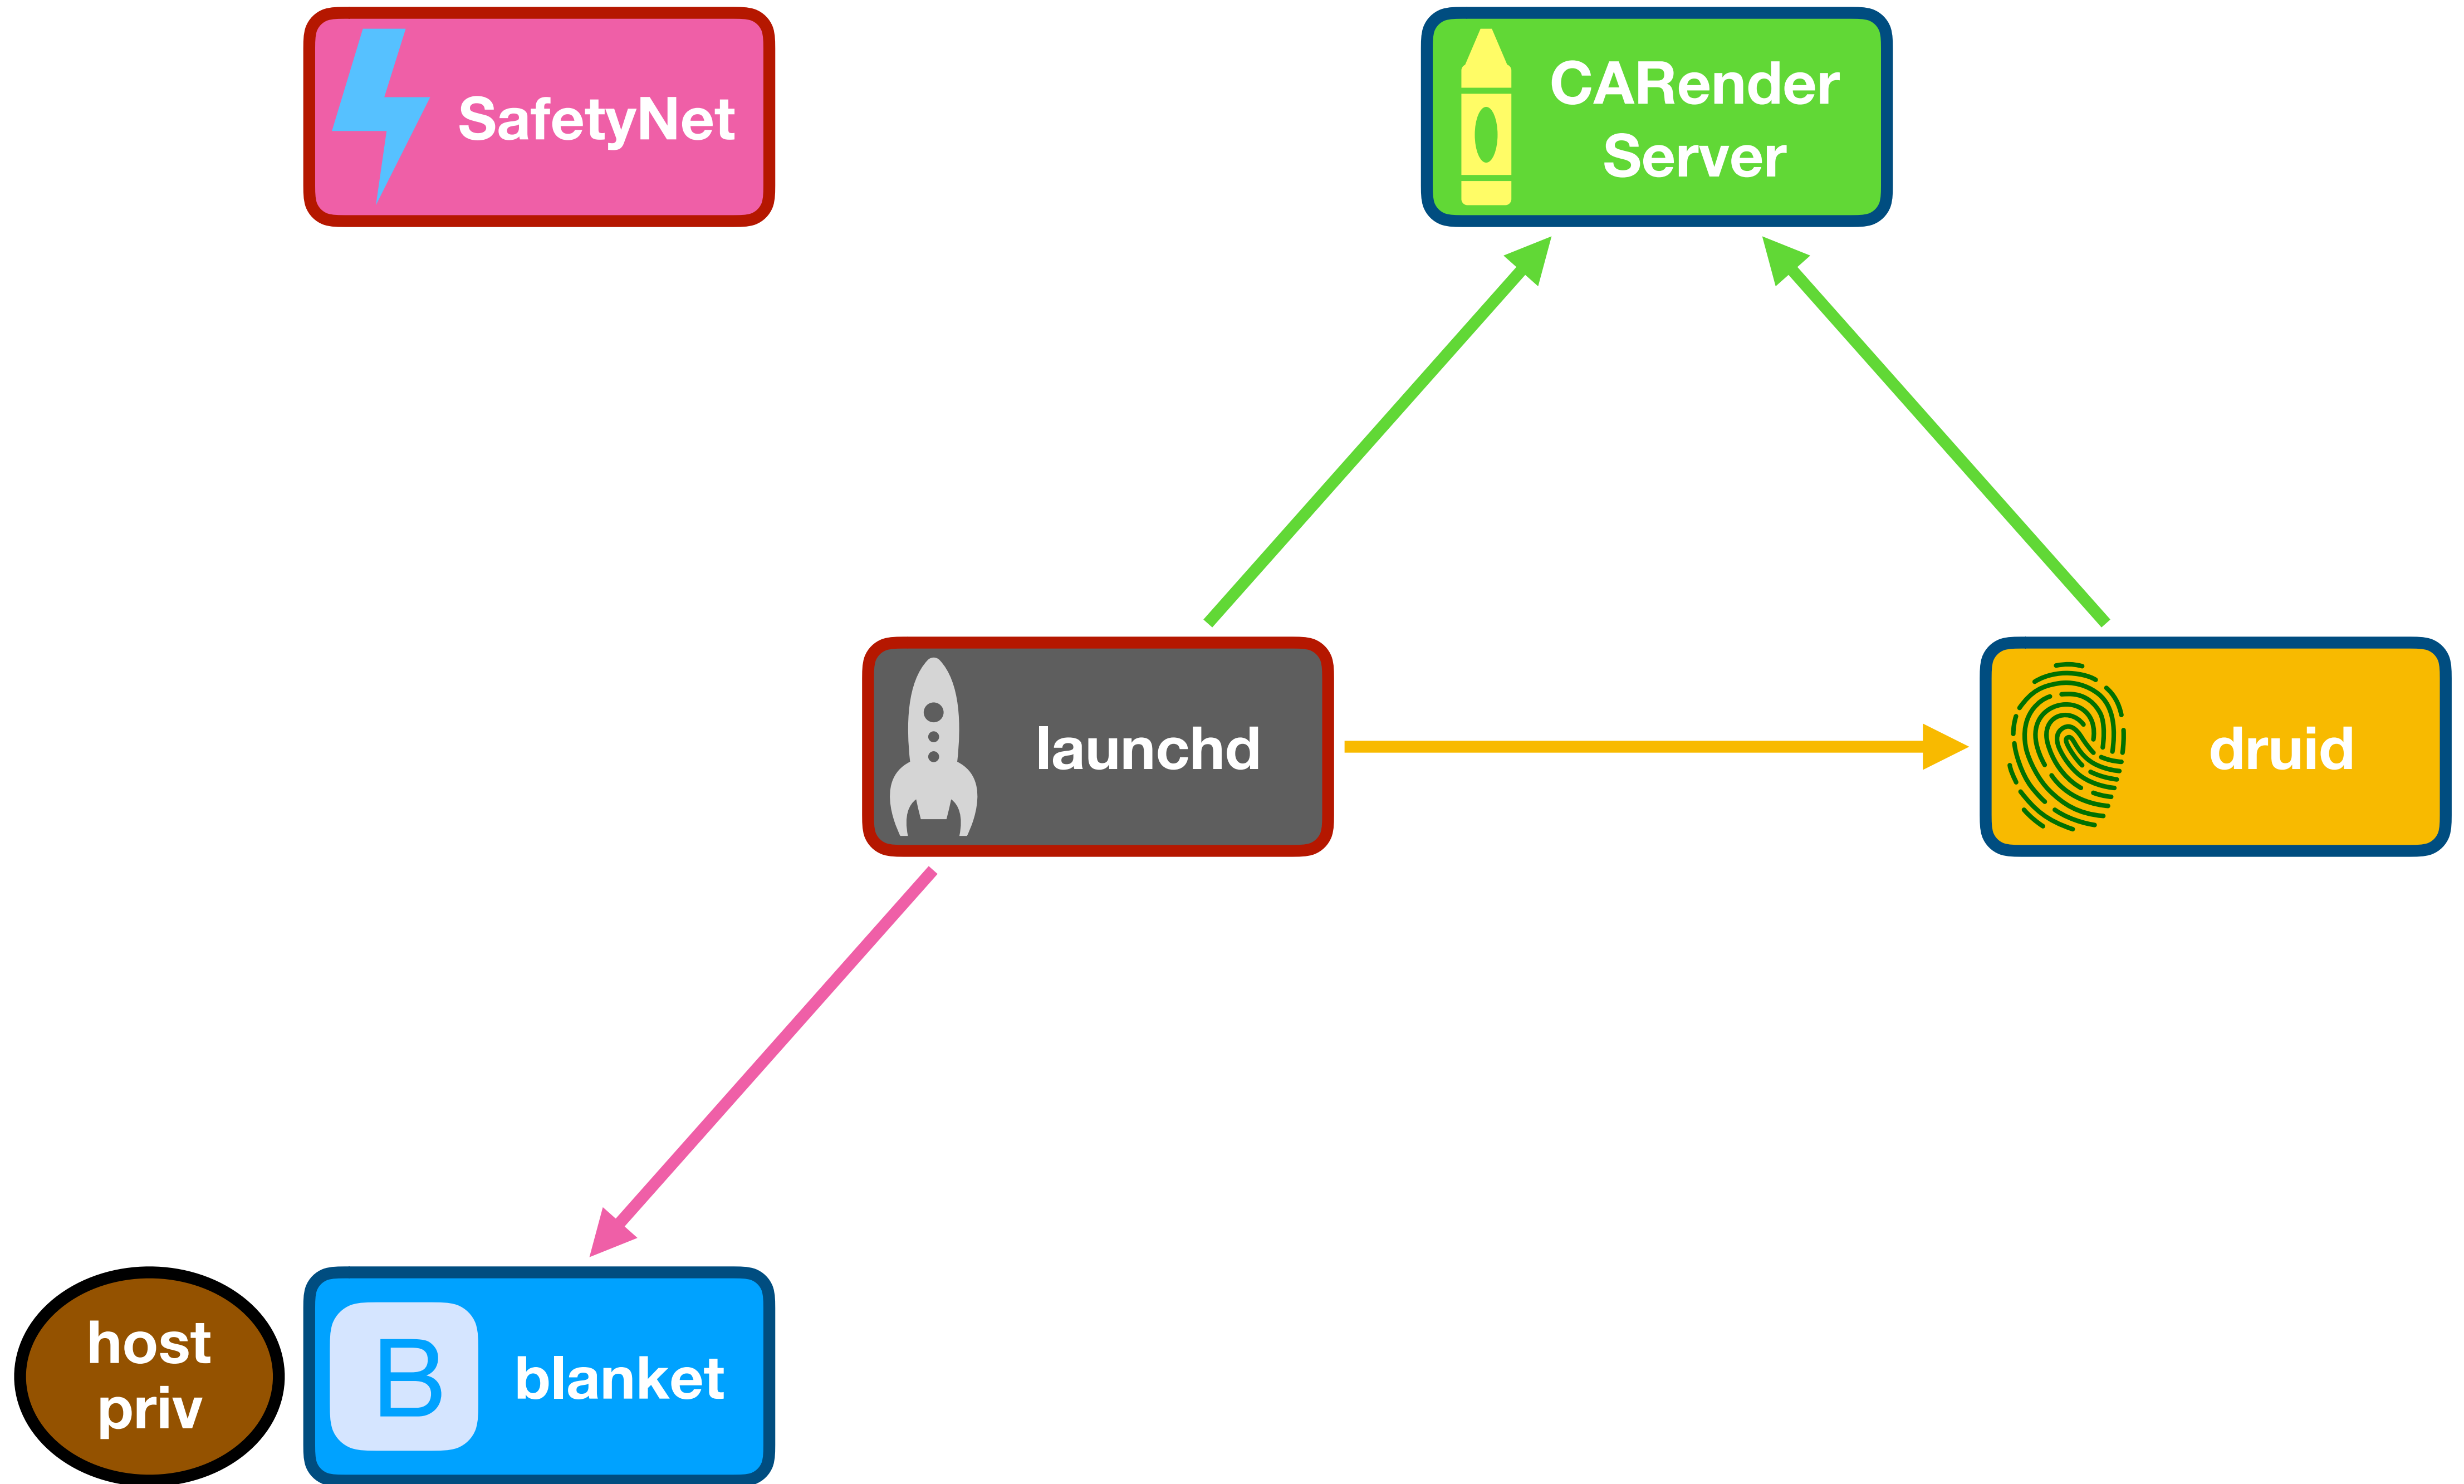 SafetyNet
CARender
Server
launchd
druid
host
priv
B
blanket